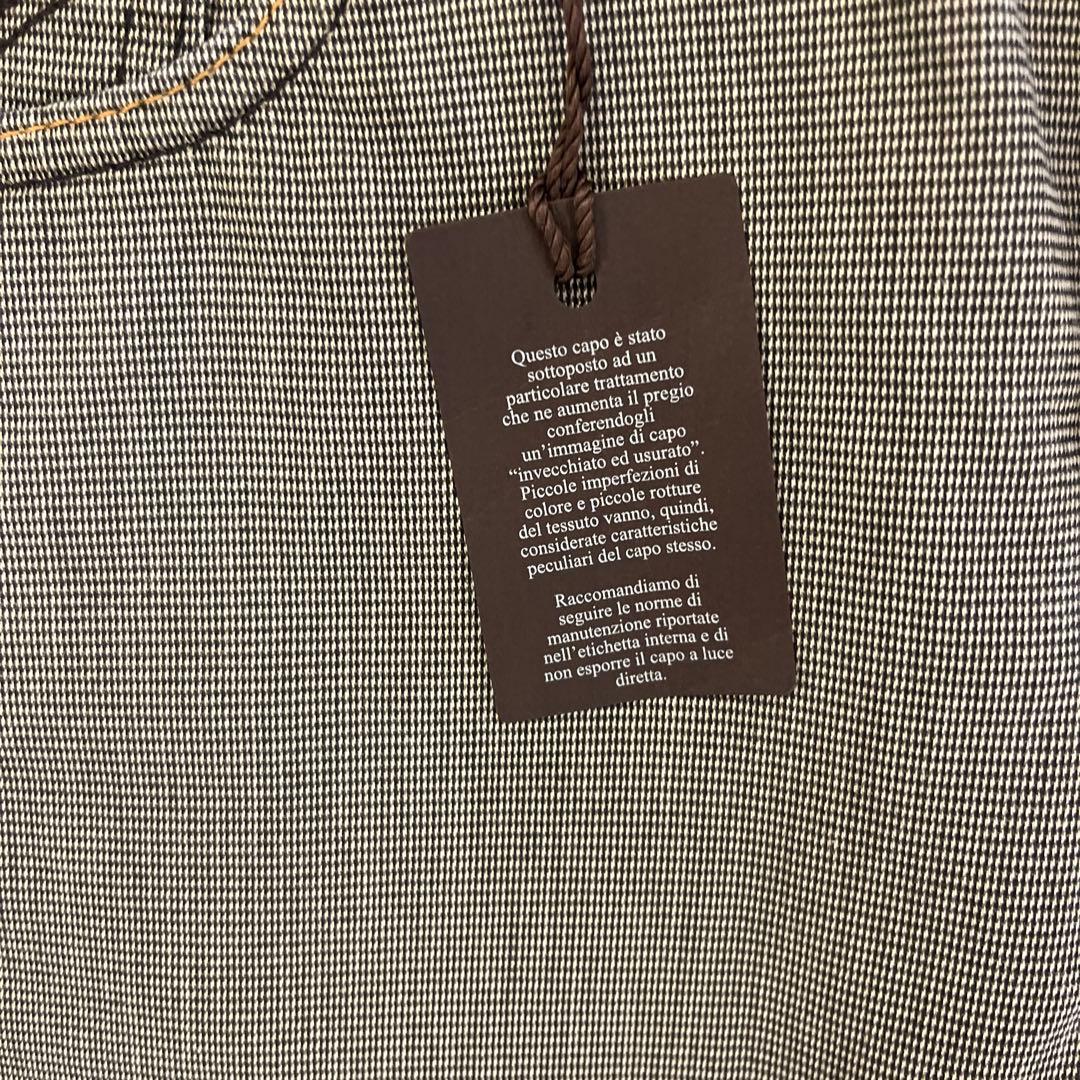 Questo capo è stato
sottoposto ad un
particolare trattamento
che ne aumenta il pregio
conferendogli
un'immagine di capo
“invecchiato ed usurato”.
Piccole imperfezioni di
colore e piccole rotture
del tessuto vanno, quindi,
considerate caratteristiche
peculiari del capo stesso.
Raccomandiamo di
seguire le norme di
manutenzione riportate
nell'etichetta interna e di
non esporre il capo a luce
diretta.